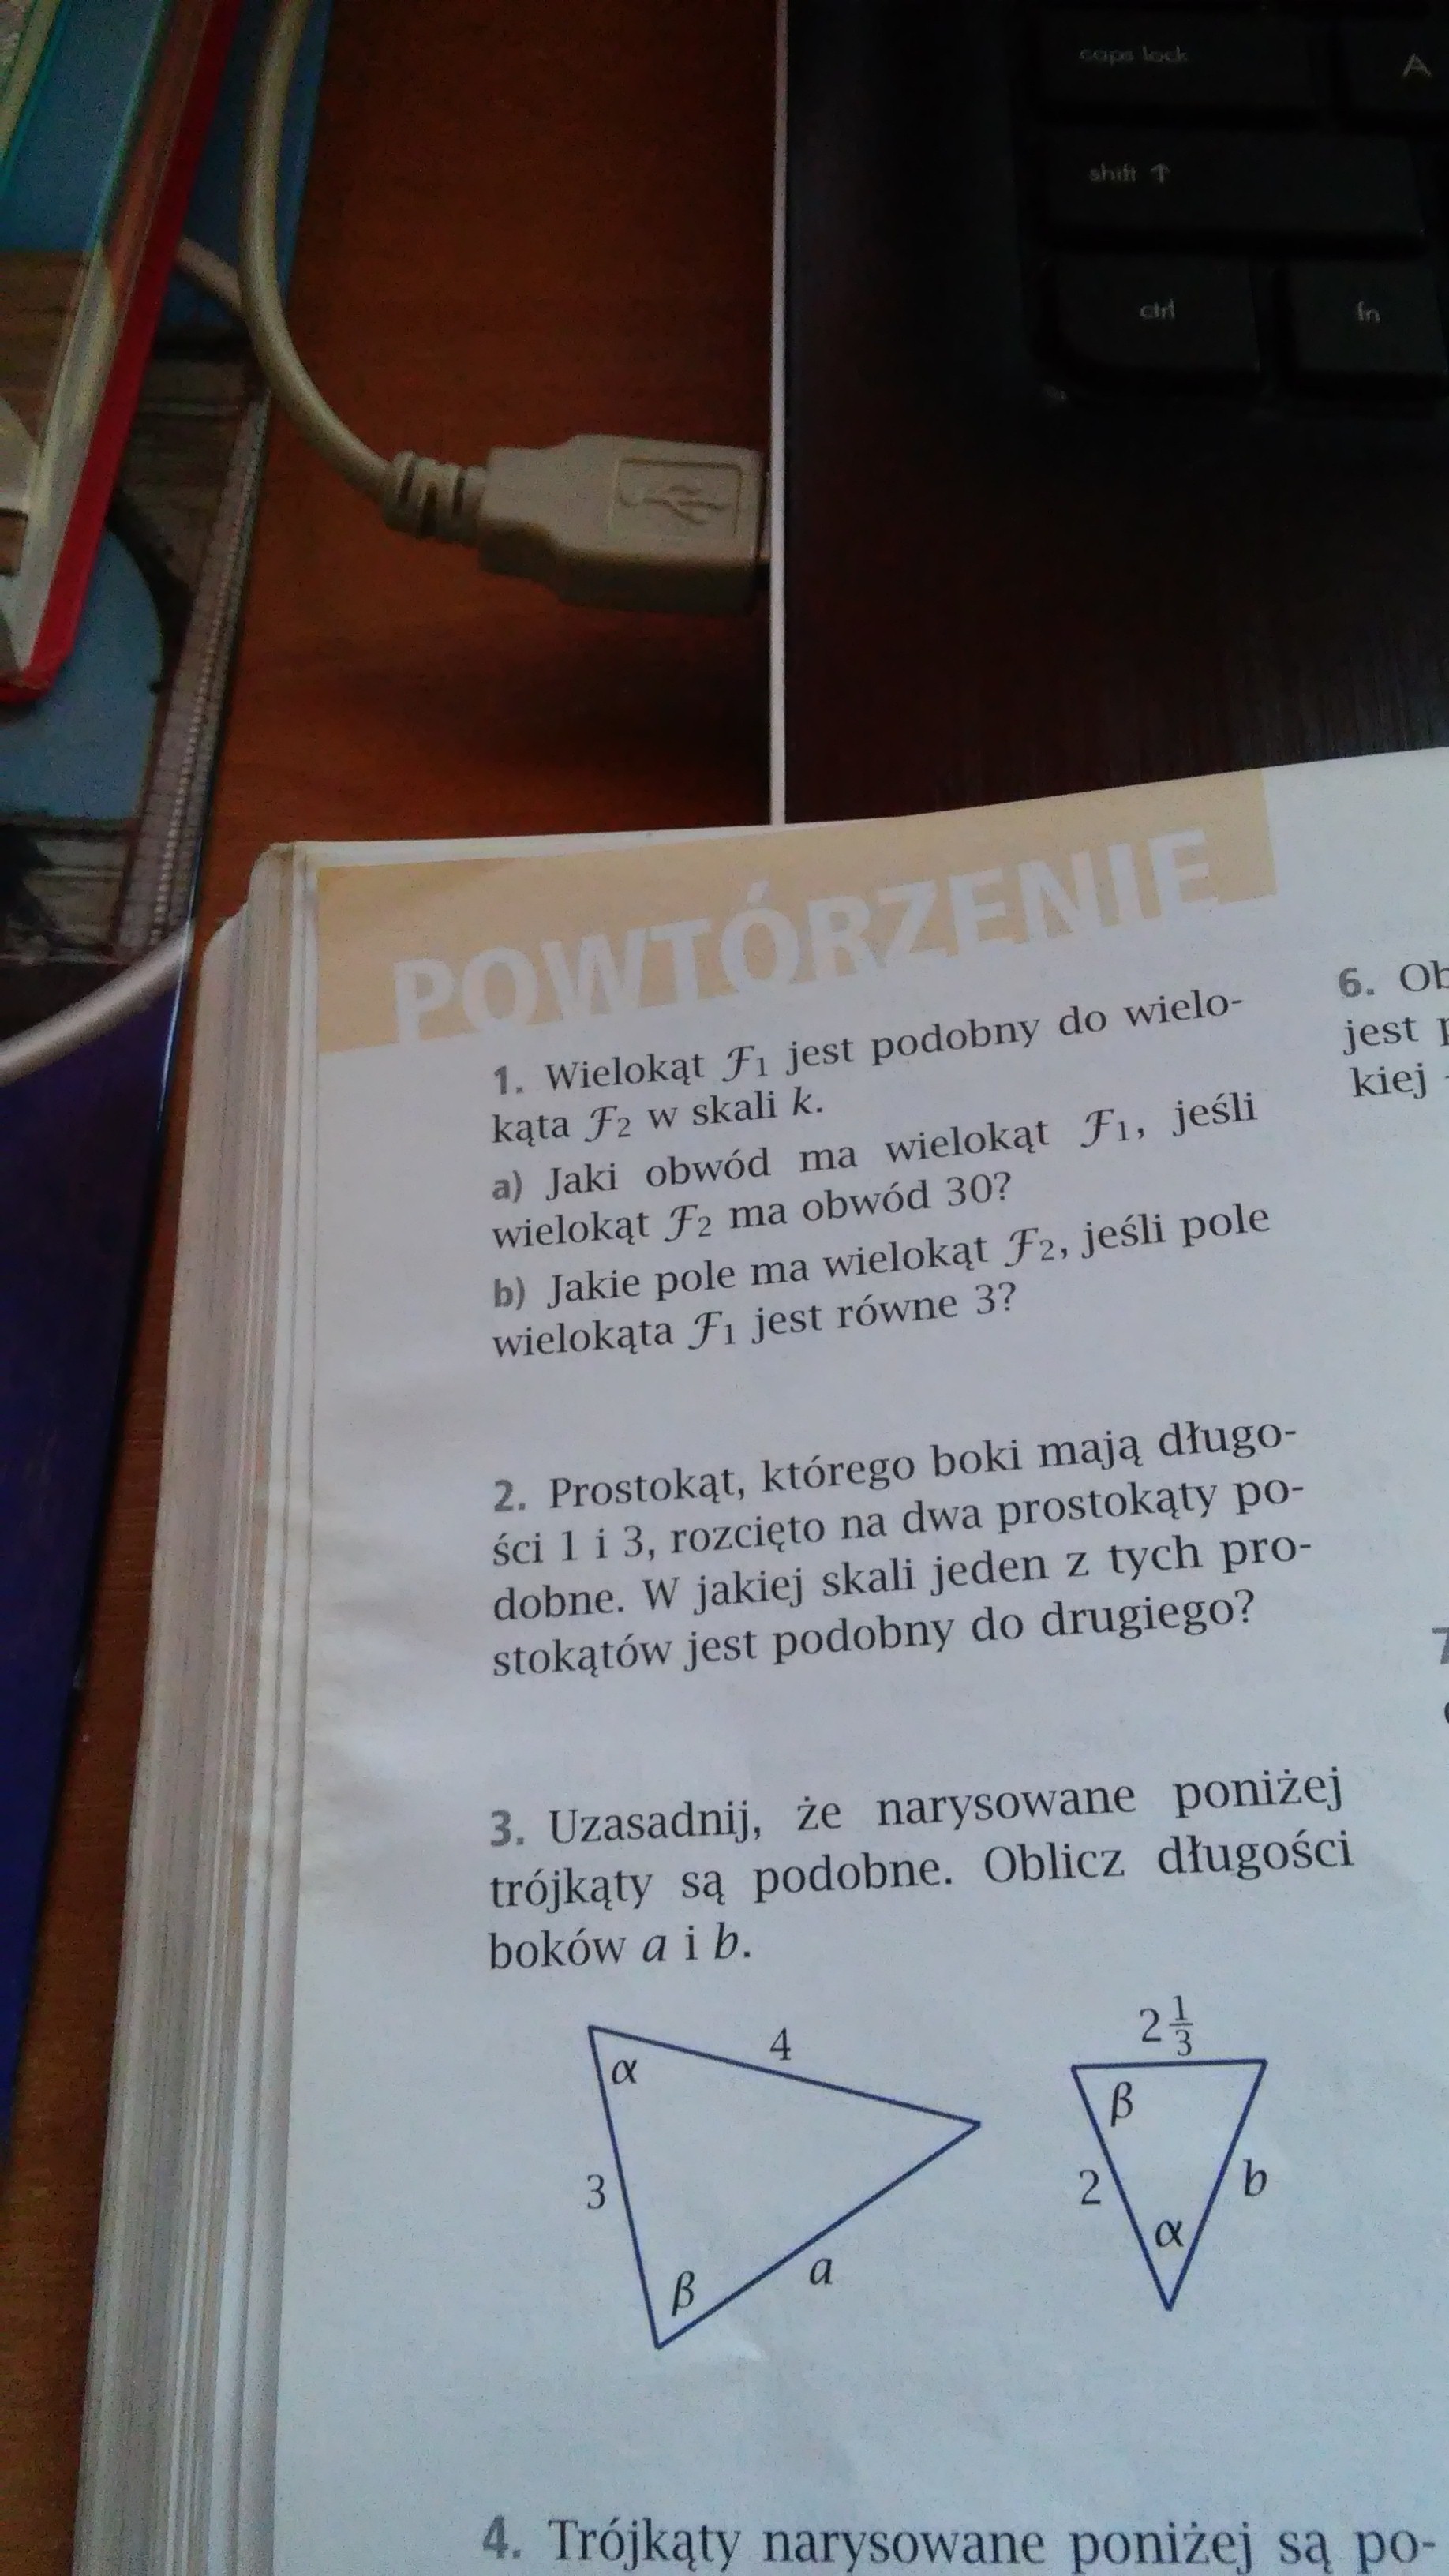 caps lock
A
shift ↑
ctrl
fn
POWTÓRZENIE
1. Wielokąt ℱ1 jest podobny do wielo-
kąta ℱ2 w skali k.
a) Jaki obwód ma wielokąt ℱ1, jeśli
wielokąt ℱ2 ma obwód 30?
b) Jakie pole ma wielokąt ℱ2, jeśli pole
wielokąta ℱ1 jest równe 3?
2. Prostokąt, którego boki mają długo-
ści 1 i 3, rozcięto na dwa prostokąty po-
dobne. W jakiej skali jeden z tych pro-
stokątów jest podobny do drugiego?
3. Uzasadnij, że narysowane poniżej
trójkąty są podobne. Oblicz długości
boków a i b.
α
4
3
β
a
2 1/3
β
2
b
α
4. Trójkąty narysowane poniżej są po-
6.
jest
kiej